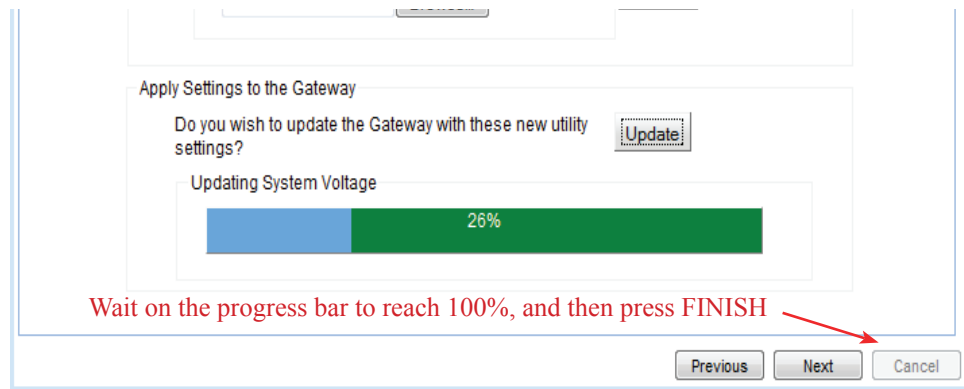 Apply Settings to the Gateway
Do you wish to update the Gateway with these new utility
settings?
Update
Updating System Voltage
26%
Wait on the progress bar to reach 100%, and then press FINISH
Previous
Next
Cancel